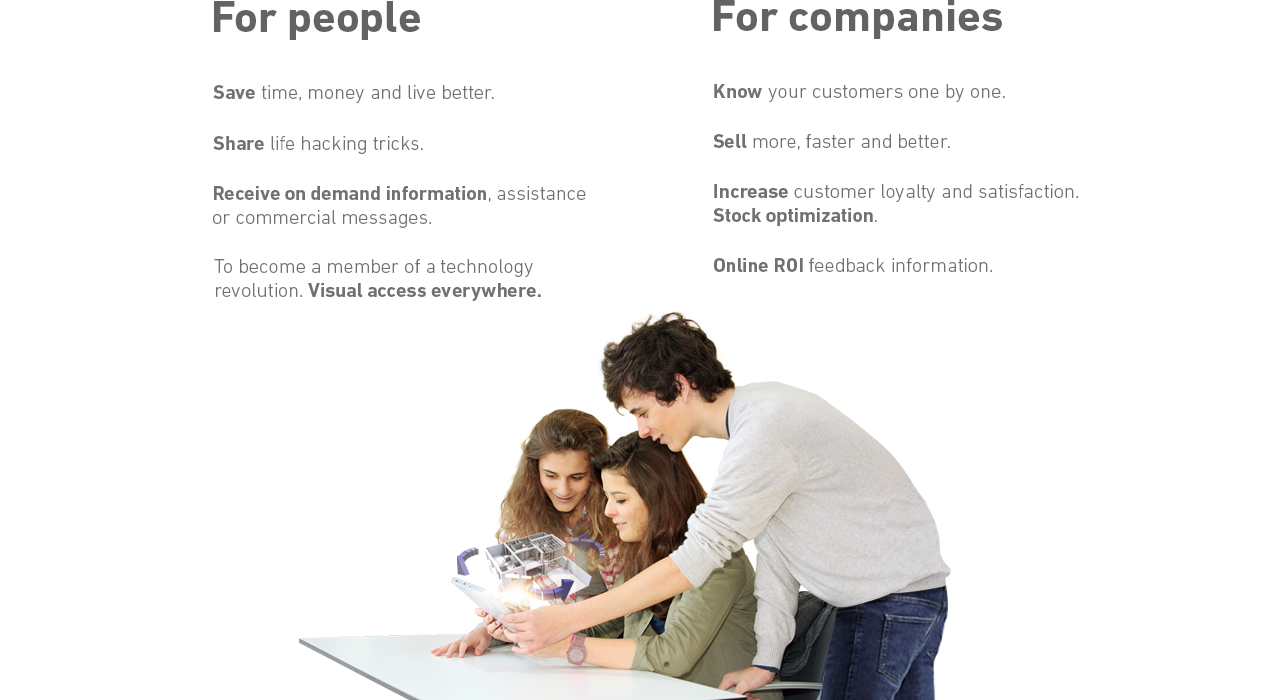 For people
Save time, money and live better.
Share life hacking tricks.
Receive on demand information, assistance
or commercial messages.
To become a member of a technology
revolution. Visual access everywhere.
For companies
Know your customers one by one.
Sell more, faster and better.
Increase customer loyalty and satisfaction.
Stock optimization.
Online ROI feedback information.